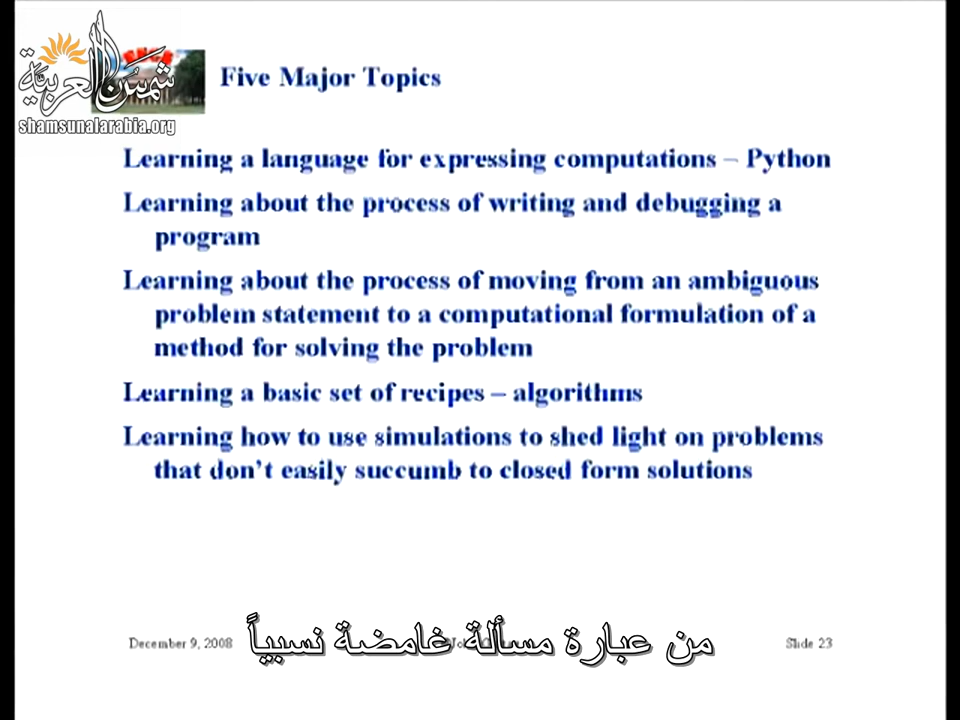 شمس العربية
shamsunalarabia.org
Five Major Topics
Learning a language for expressing computations – Python
Learning about the process of writing and debugging a
program
Learning about the process of moving from an ambiguous
problem statement to a computational formulation of a
method for solving the problem
Learning a basic set of recipes – algorithms
Learning how to use simulations to shed light on problems
that don't easily succumb to closed form solutions
December 9, 2008
Slide 23
من عبارة مسألة غامضة نسبياً